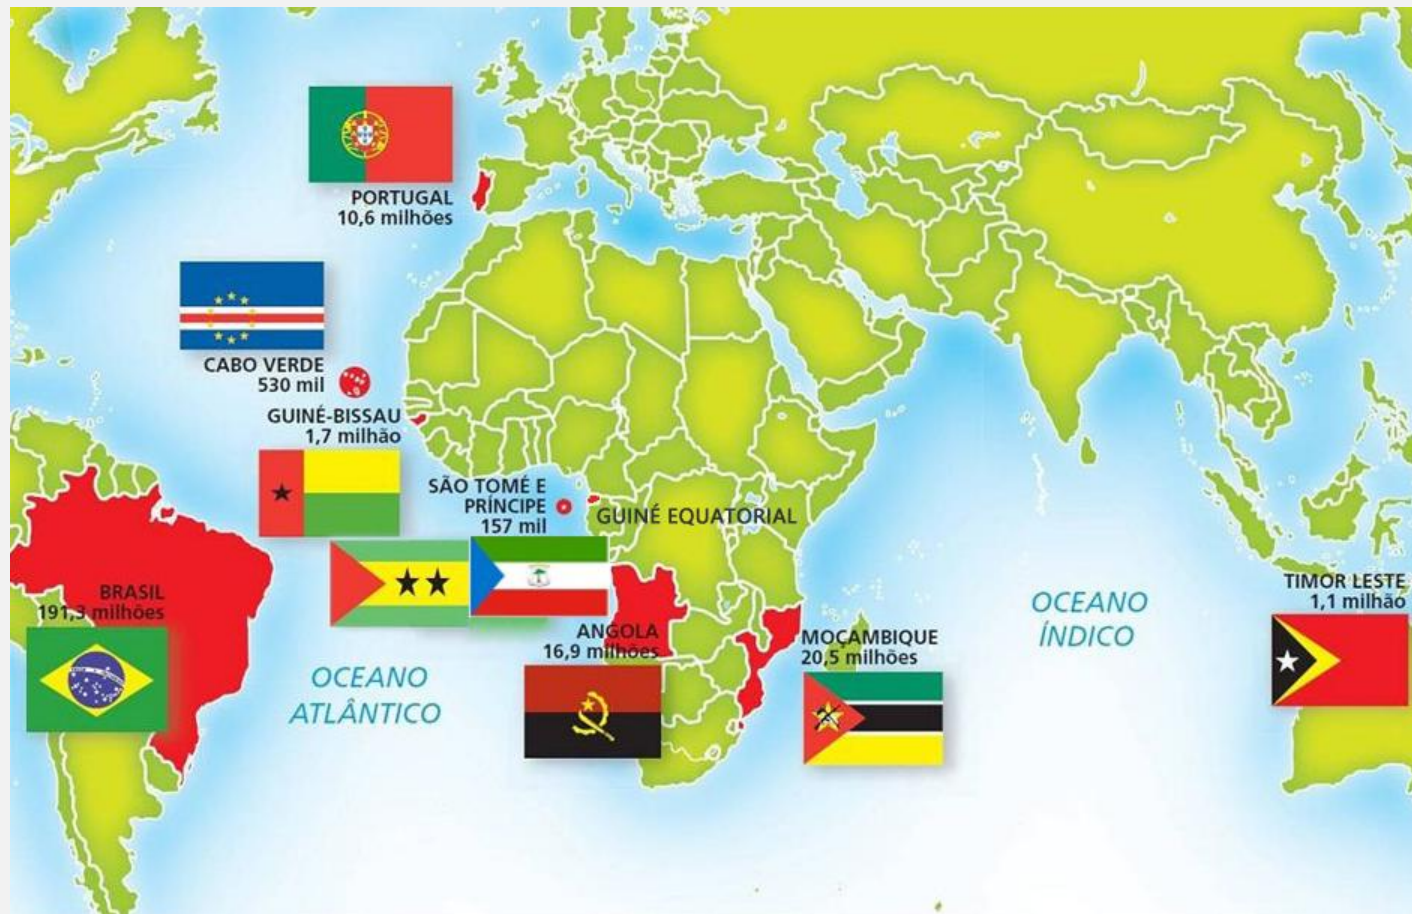 PORTUGAL
10,6 milhões
CABO VERDE
530 mil
GUINÉ-BISSAU
1,7 milhão
SÃO TOMÉ E
PRÍNCIPE
157 mil
GUINÉ EQUATORIAL
BRASIL
191,3 milhões
OCEANO
ATLÂNTICO
ANGOLA
16,9 milhões
MOÇAMBIQUE
20,5 milhões
OCEANO
ÍNDICO
TIMOR LESTE
1,1 milhão